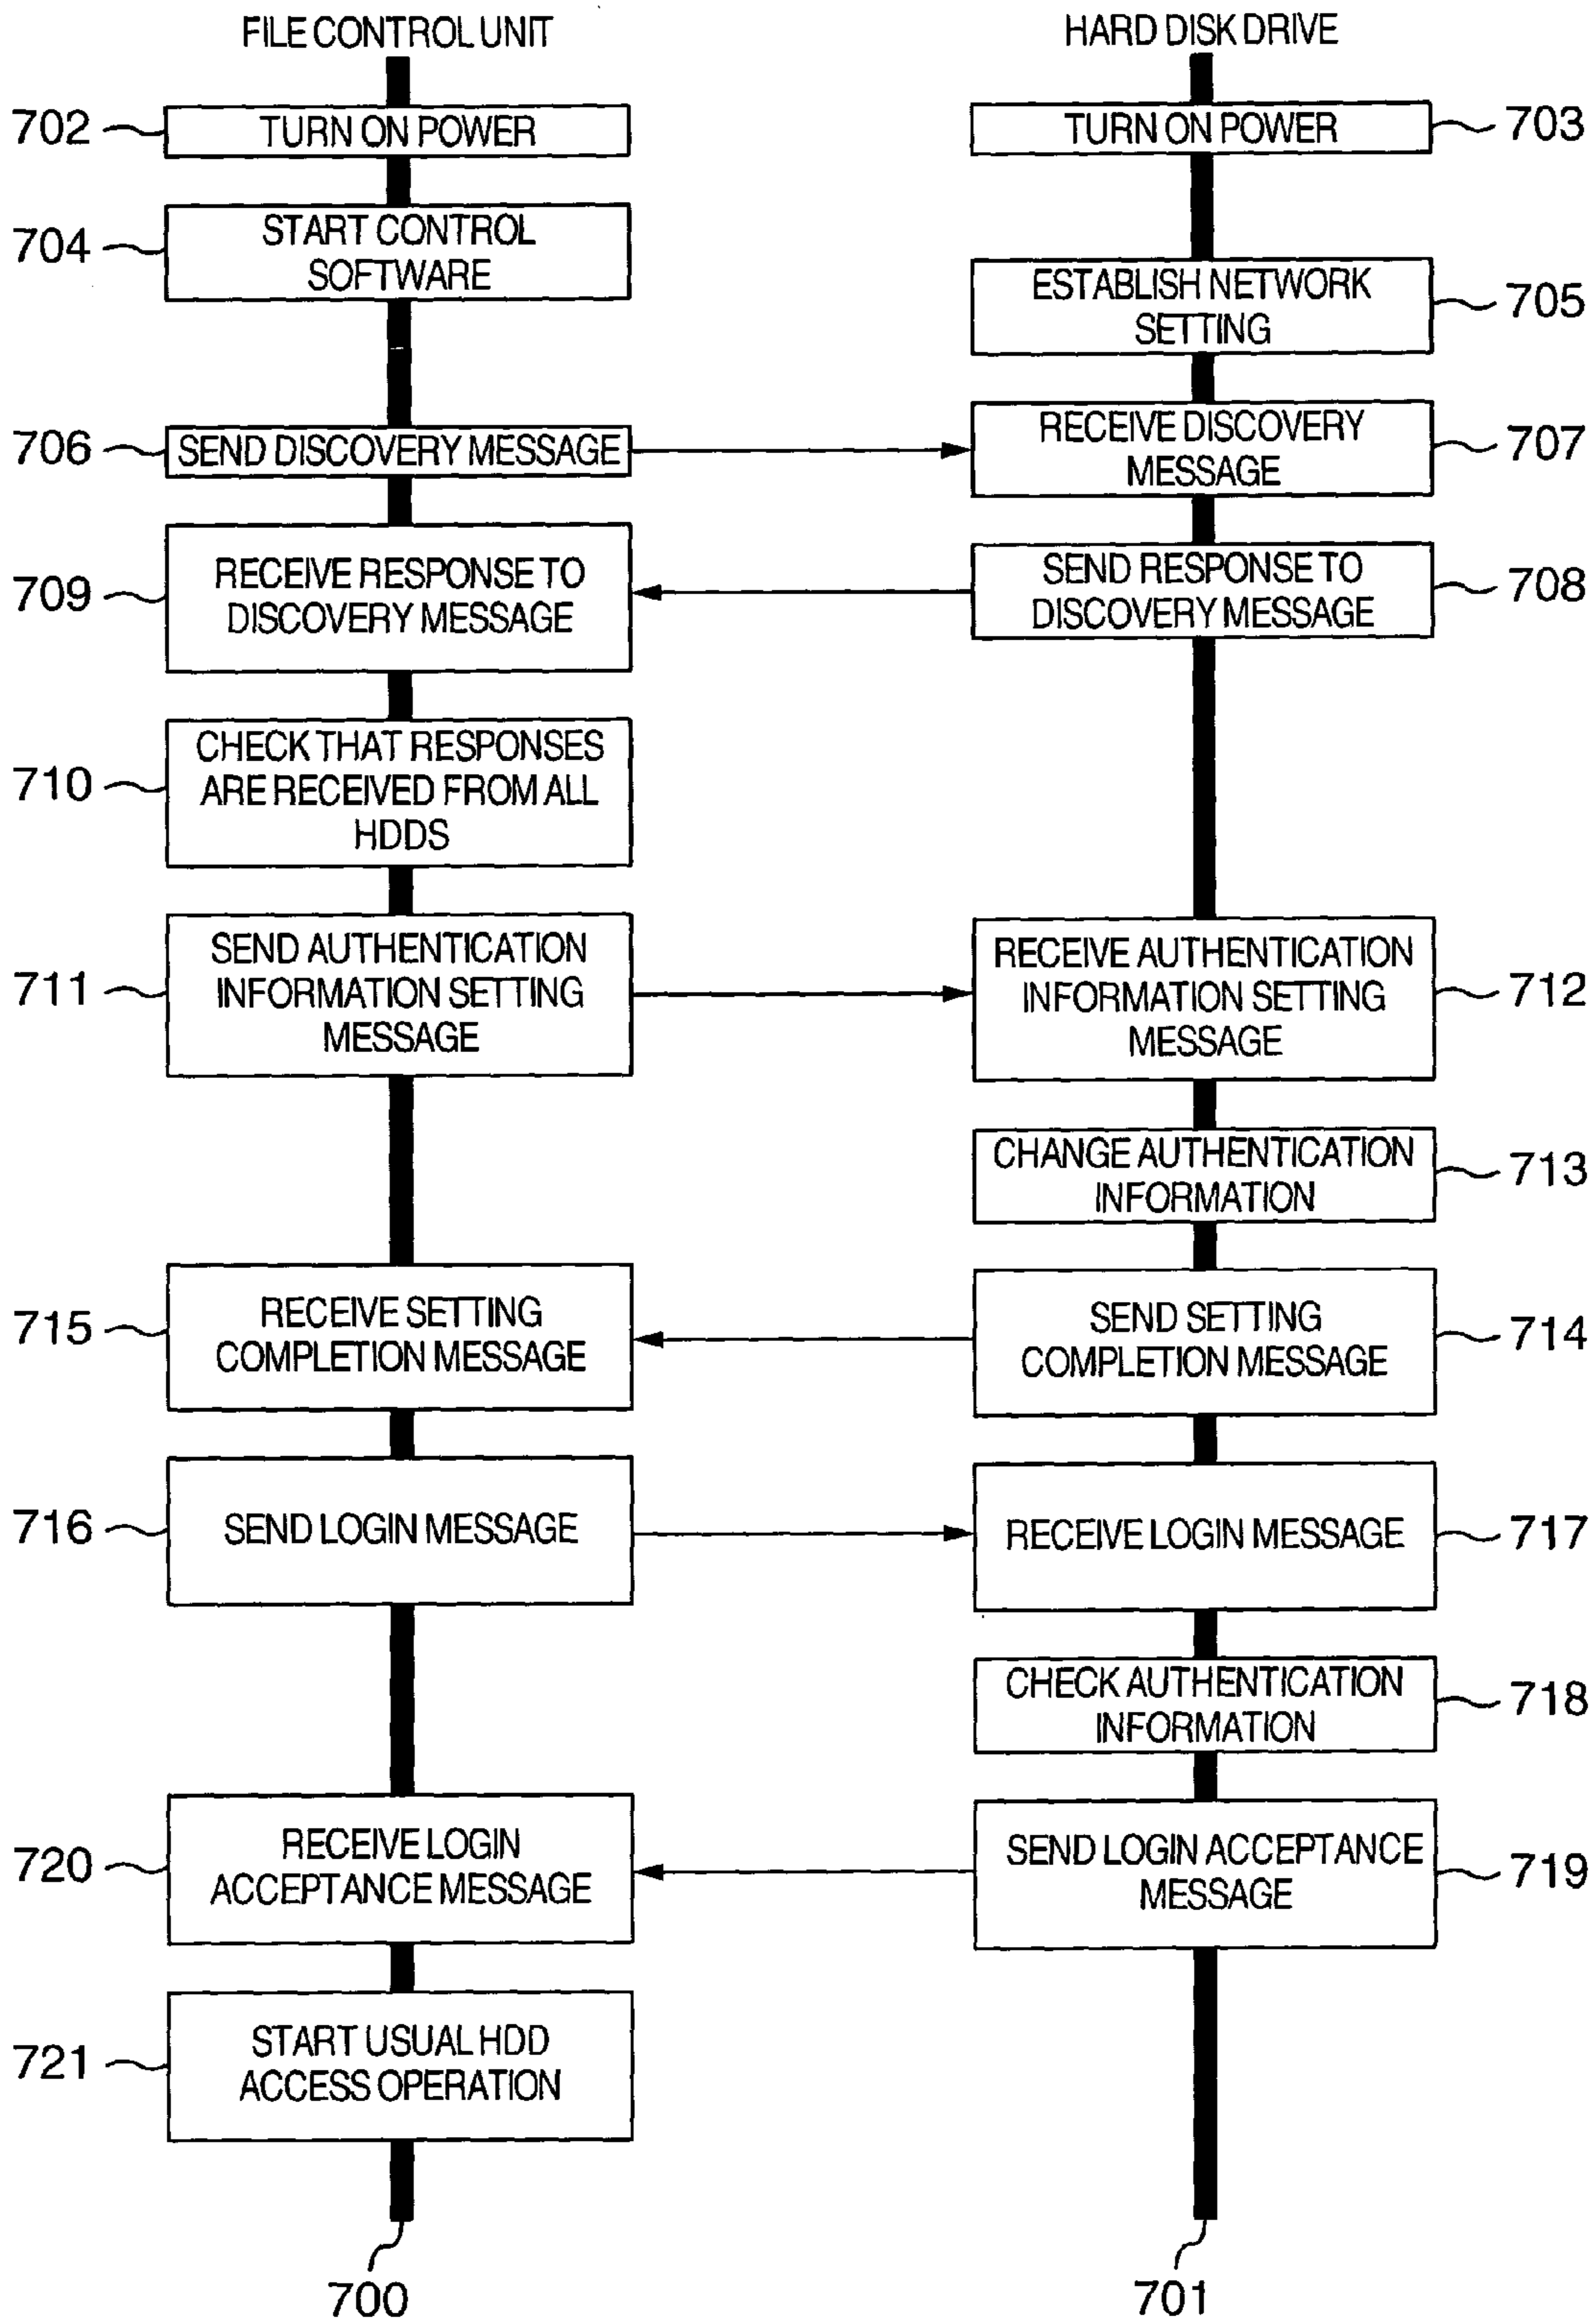 FILE CONTROL UNIT
HARD DISK DRIVE
702
TURN ON POWER
TURN ON POWER
703
704
START CONTROL
SOFTWARE
ESTABLISH NETWORK
SETTING
705
706
SEND DISCOVERY MESSAGE
RECEIVE DISCOVERY
MESSAGE
707
709
RECEIVE RESPONSE TO
DISCOVERY MESSAGE
SEND RESPONSE TO
DISCOVERY MESSAGE
708
710
CHECK THAT RESPONSES
ARE RECEIVED FROM ALL
HDDS
711
SEND AUTHENTICATION
INFORMATION SETTING
MESSAGE
RECEIVE AUTHENTICATION
INFORMATION SETTING
MESSAGE
712
CHANGE AUTHENTICATION
INFORMATION
713
715
RECEIVE SETTING
COMPLETION MESSAGE
SEND SETTING
COMPLETION MESSAGE
714
716
SEND LOGIN MESSAGE
RECEIVE LOGIN MESSAGE
717
CHECK AUTHENTICATION
INFORMATION
718
720
RECEIVE LOGIN
ACCEPTANCE MESSAGE
SEND LOGIN ACCEPTANCE
MESSAGE
719
721
START USUAL HDD
ACCESS OPERATION
700
701